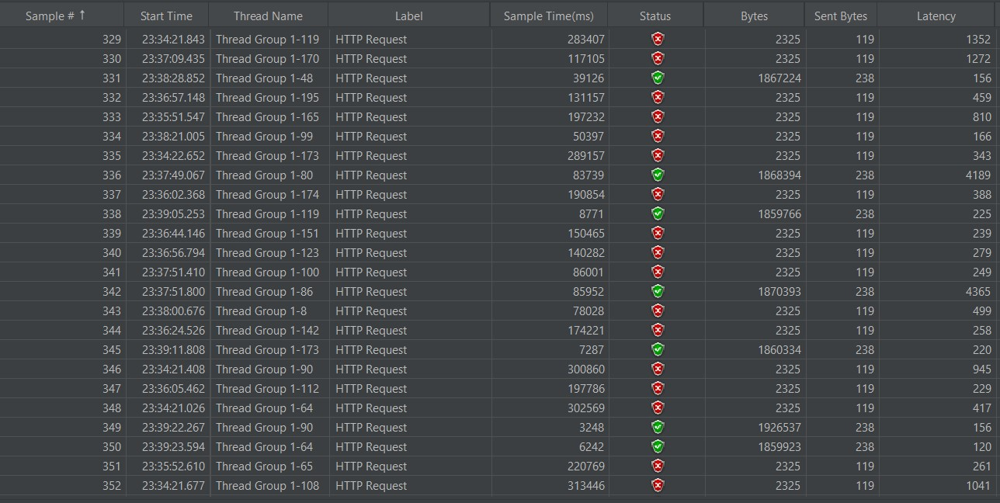 Sample # ↑ Start Time Thread Name Label Sample Time(ms) Status Bytes Sent Bytes Latency
329 23:34:21.843 Thread Group 1-119 HTTP Request 283407 2325 119 1352
330 23:37:09.435 Thread Group 1-170 HTTP Request 117105 2325 119 1272
331 23:38:28.852 Thread Group 1-48 HTTP Request 39126 1867224 238 156
332 23:36:57.148 Thread Group 1-195 HTTP Request 131157 2325 119 459
333 23:35:51.547 Thread Group 1-165 HTTP Request 197232 2325 119 810
334 23:38:21.005 Thread Group 1-99 HTTP Request 50397 2325 119 166
335 23:34:22.652 Thread Group 1-173 HTTP Request 289157 2325 119 343
336 23:37:49.067 Thread Group 1-80 HTTP Request 83739 1868394 238 4189
337 23:36:02.368 Thread Group 1-174 HTTP Request 190854 2325 119 388
338 23:39:05.253 Thread Group 1-119 HTTP Request 8771 1859766 238 225
339 23:36:44.146 Thread Group 1-151 HTTP Request 150465 2325 119 239
340 23:36:56.794 Thread Group 1-123 HTTP Request 140282 2325 119 279
341 23:37:51.410 Thread Group 1-100 HTTP Request 86001 2325 119 249
342 23:37:51.800 Thread Group 1-86 HTTP Request 85952 1870393 238 4365
343 23:38:00.676 Thread Group 1-8 HTTP Request 78028 2325 119 499
344 23:36:24.526 Thread Group 1-142 HTTP Request 174221 2325 119 258
345 23:39:11.808 Thread Group 1-173 HTTP Request 7287 1860334 238 220
346 23:34:21.408 Thread Group 1-90 HTTP Request 300860 2325 119 945
347 23:36:05.462 Thread Group 1-112 HTTP Request 197786 2325 119 229
348 23:34:21.026 Thread Group 1-64 HTTP Request 302569 2325 119 417
349 23:39:22.267 Thread Group 1-90 HTTP Request 3248 1926537 238 156
350 23:39:23.594 Thread Group 1-64 HTTP Request 6242 1859923 238 120
351 23:35:52.610 Thread Group 1-65 HTTP Request 220769 2325 119 261
352 23:34:21.677 Thread Group 1-108 HTTP Request 313446 2325 119 1041